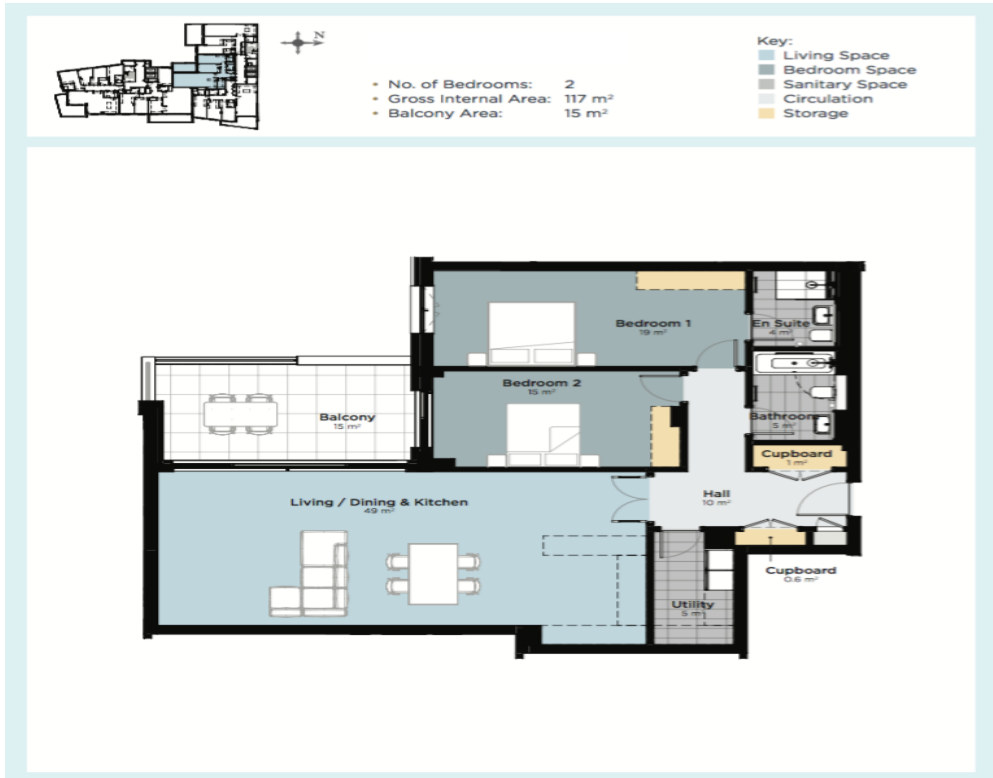 N
• No. of Bedrooms: 2
• Gross Internal Area: 117 m²
• Balcony Area: 15 m²
Key:
Living Space
Bedroom Space
Sanitary Space
Circulation
Storage
Bedroom 1
19 m²
En Suite
4 m²
Bedroom 2
15 m²
Balcony
15 m²
Bathroom
5 m²
Cupboard
1 m²
Living / Dining & Kitchen
49 m²
Hall
10 m²
Cupboard
0.6 m²
Utility
5 m²